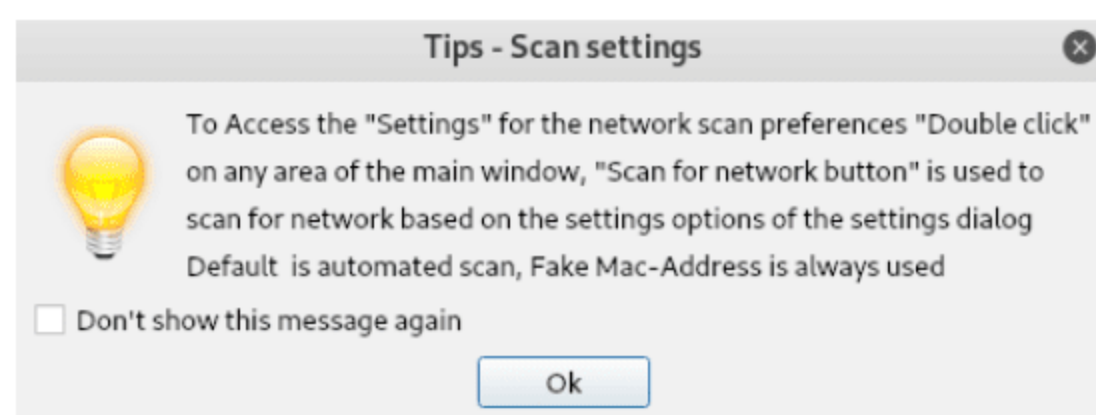 Tips - Scan settings
To Access the "Settings" for the network scan preferences "Double click"
on any area of the main window, "Scan for network button" is used to
scan for network based on the settings options of the settings dialog
Default  is automated scan, Fake Mac-Address is always used
Don't show this message again
Ok